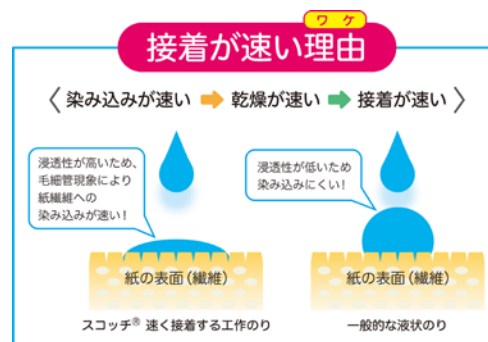 ワケ
接着が速い理由
〈 染み込みが速い ➡ 乾燥が速い ➡ 接着が速い 〉
浸透性が高いため、
毛細管現象により
紙繊維への
染み込みが速い！
浸透性が低いため
染み込みにくい！
紙の表面（繊維）
紙の表面（繊維）
スコッチ® 速く接着する工作のり
一般的な液状のり